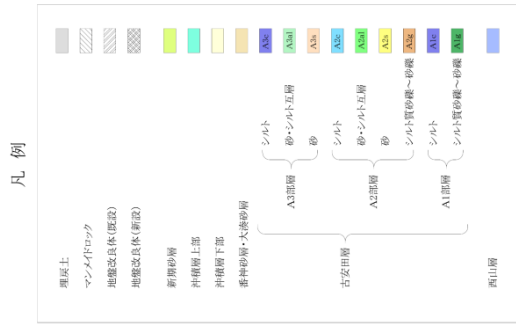 凡 例
埋戻土
マンメイドロック
地盤改良体(既設)
地盤改良体(新設)
新期砂層
沖積層上部
沖積層下部
番神砂層・大湊砂層
古安田層
A3部層
シルト A3c
砂・シルト互層 A3al
砂 A3s
A2部層
シルト A2c
砂・シルト互層 A2al
砂 A2s
シルト質砂礫~砂礫 A2g
A1部層
シルト A1c
シルト質砂礫~砂礫 A1g
西山層